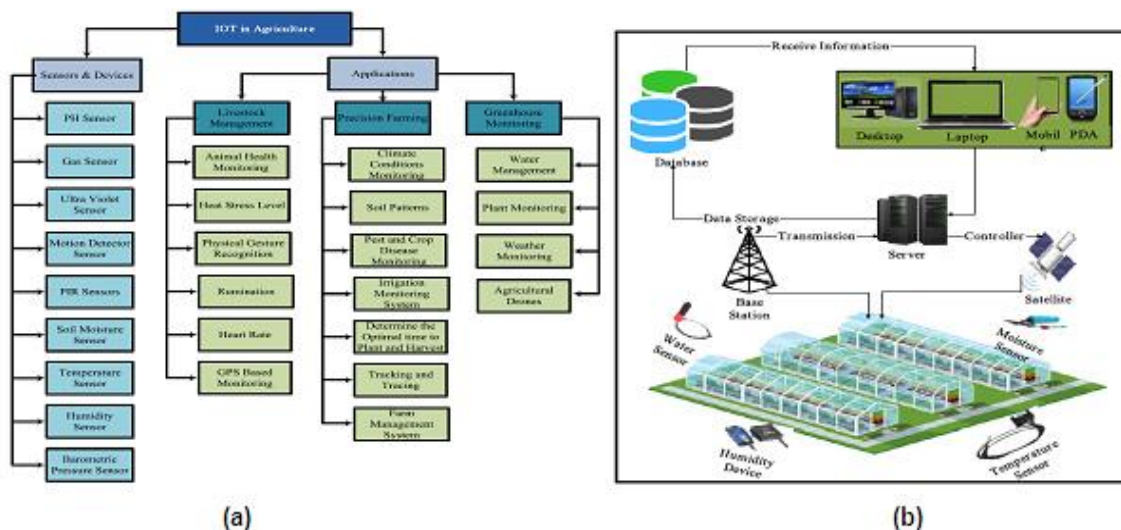 IOT in Agriculture
Sensors & Devices
Applications
PH Sensor
Gas Sensor
Ultra Violet
Sensor
Motion Detector
Sensor
PIR Sensors
Soil Moisture
Sensor
Temperature
Sensor
Humidity
Sensor
Barometric
Pressure Sensor
Livestock
Management
Animal Health
Monitoring
Heat Stress Level
Physical Gesture
Recognition
Rumination
Heart Rate
GPS Based
Monitoring
Precision Farming
Climate
Conditions
Monitoring
Soil Patterns
Pest and Crop
Disease
Monitoring
Irrigation
Monitoring
System
Determine the
Optimal time to
Plant and Harvest
Tracking and
Tracing
Farm
Management
System
Greenhouse
Monitoring
Water
Management
Plant Monitoring
Weather
Monitoring
Agricultural
Drones
(a)
Receive Information
Desktop
Laptop
Mobil
PDA
Database
Data Storage
Transmission
Server
Controller
Base
Station
Satellite
Water
Sensor
Moisture
Sensor
Humidity
Device
Temperature
Sensor
(b)